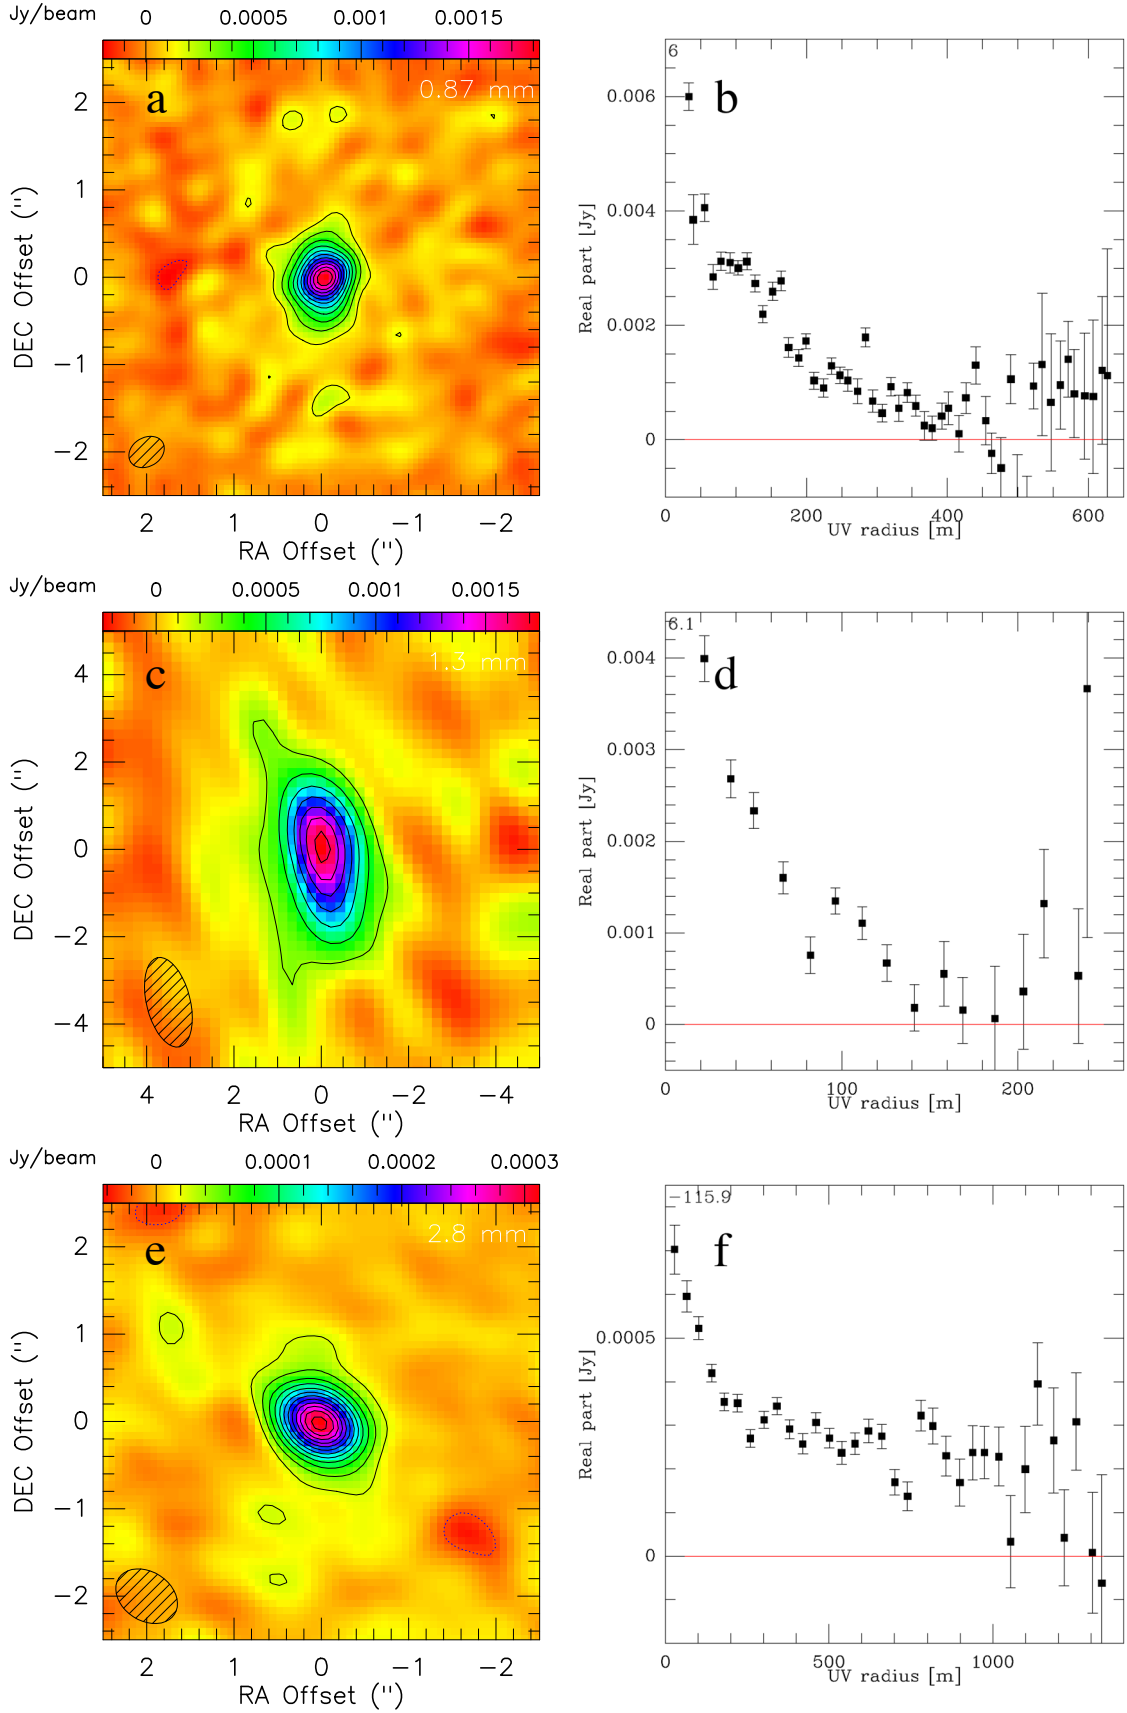 Jy/beam 0 0.0005 0.001 0.0015
a 0.87 mm
2
1
0
−1
−2
DEC Offset (")
2 1 0 −1 −2
RA Offset (")
6
b
0.006
0.004
0.002
0
Real part [Jy]
0 200 400 600
UV radius [m]
Jy/beam 0 0.0005 0.001 0.0015
c 1.3 mm
4
2
0
−2
−4
DEC Offset (")
4 2 0 −2 −4
RA Offset (")
6.1
d
0.004
0.003
0.002
0.001
0
Real part [Jy]
0 100 200
UV radius [m]
Jy/beam 0 0.0001 0.0002 0.0003
e 2.8 mm
2
1
0
−1
−2
DEC Offset (")
2 1 0 −1 −2
RA Offset (")
−115.9
f
0.0005
0
Real part [Jy]
0 500 1000
UV radius [m]